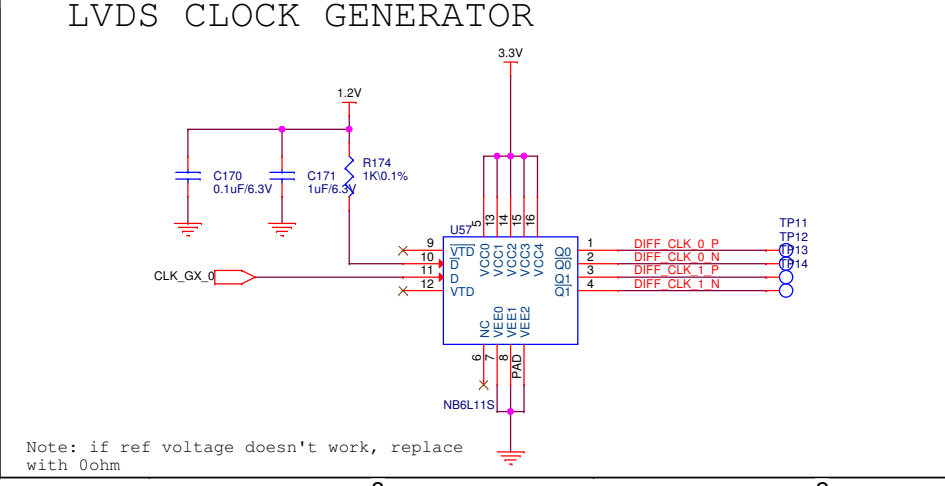 LVDS CLOCK GENERATOR
3.3V
1.2V
R174
1K\0.1%
C170
0.1uF/6.3V
C171
1uF/6.3V
U57
5
13
14
15
16
VCC0
VCC1
VCC2
VCC3
VCC4
9
VTD
10
D
CLK_GX_0
11
D
12
VTD
Q0
1
DIFF_CLK_0_P
Q0
2
DIFF_CLK_0_N
Q1
3
DIFF_CLK_1_P
Q1
4
DIFF_CLK_1_N
TP11
TP12
TP13
TP14
NC
VEE0
VEE1
VEE2
6
7
8
PAD
NB6L11S
Note: if ref voltage doesn't work, replace
with 0ohm